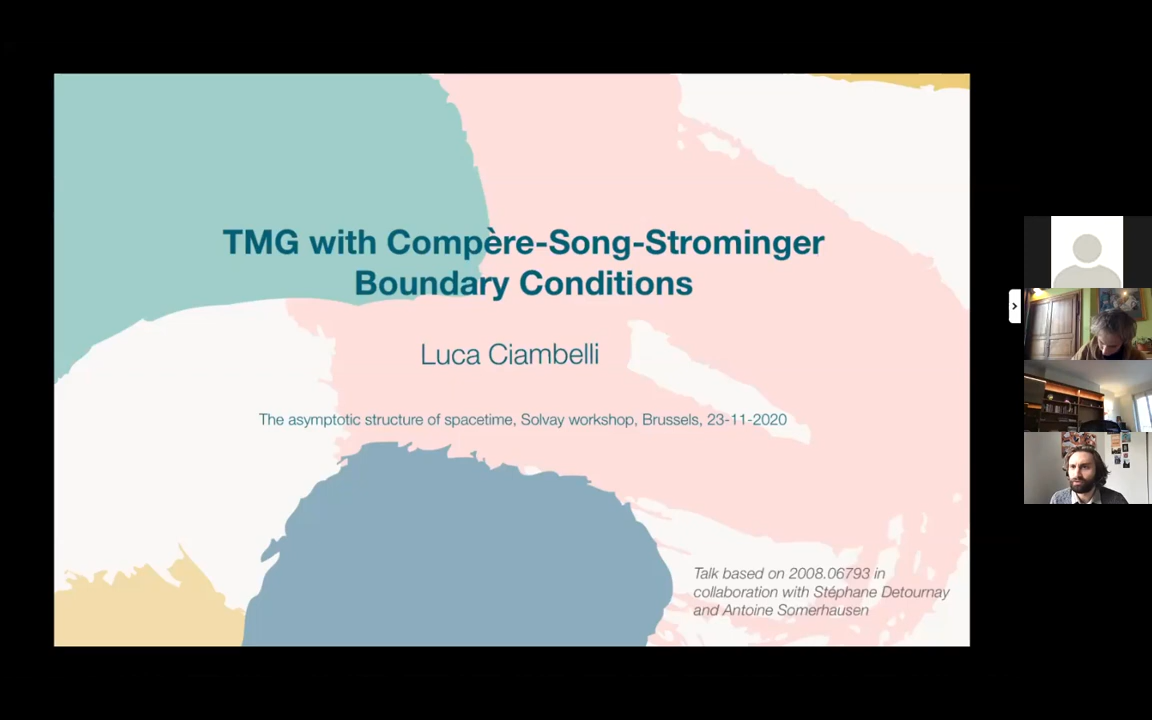 TMG with Compère-Song-Strominger
Boundary Conditions
Luca Ciambelli
The asymptotic structure of spacetime, Solvay workshop, Brussels, 23-11-2020
Talk based on 2008.06793 in
collaboration with Stéphane Detournay
and Antoine Somerhausen